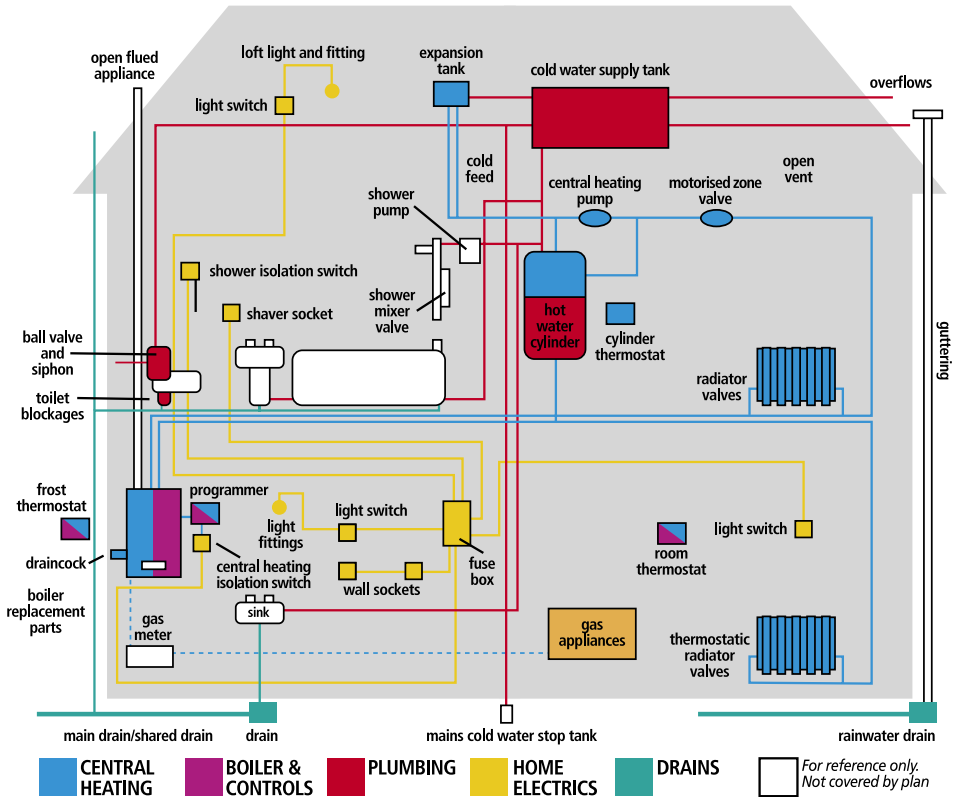 open flued
appliance
loft light and fitting
expansion
tank
cold water supply tank
overflows
light switch
cold
feed
open
vent
shower
pump
central heating
pump
motorised zone
valve
shower isolation switch
shaver socket
shower
mixer
valve
hot
water
cylinder
cylinder
thermostat
guttering
ball valve
and
siphon
toilet
blockages
radiator
valves
frost
thermostat
programmer
light
fittings
light switch
fuse
box
light switch
room
thermostat
draincock
central heating
isolation switch
wall sockets
boiler
replacement
parts
gas
meter
sink
gas
appliances
thermostatic
radiator
valves
main drain/shared drain
drain
mains cold water stop tank
rainwater drain
CENTRAL
HEATING
BOILER &
CONTROLS
PLUMBING
HOME
ELECTRICS
DRAINS
For reference only.
Not covered by plan